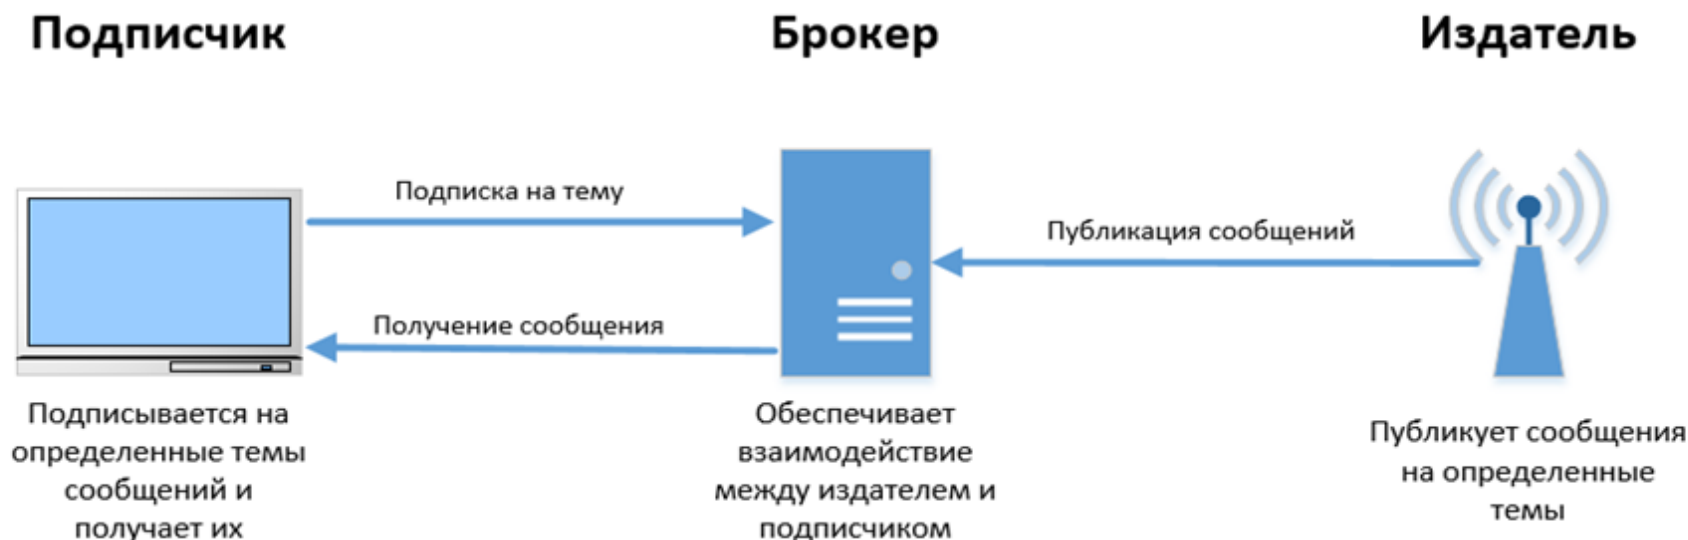 Подписчик
Брокер
Издатель
Подписка на тему
Публикация сообщений
Получение сообщения
Подписывается на
определенные темы
сообщений и
получает их
Обеспечивает
взаимодействие
между издателем и
подписчиком
Публикует сообщения
на определенные
темы